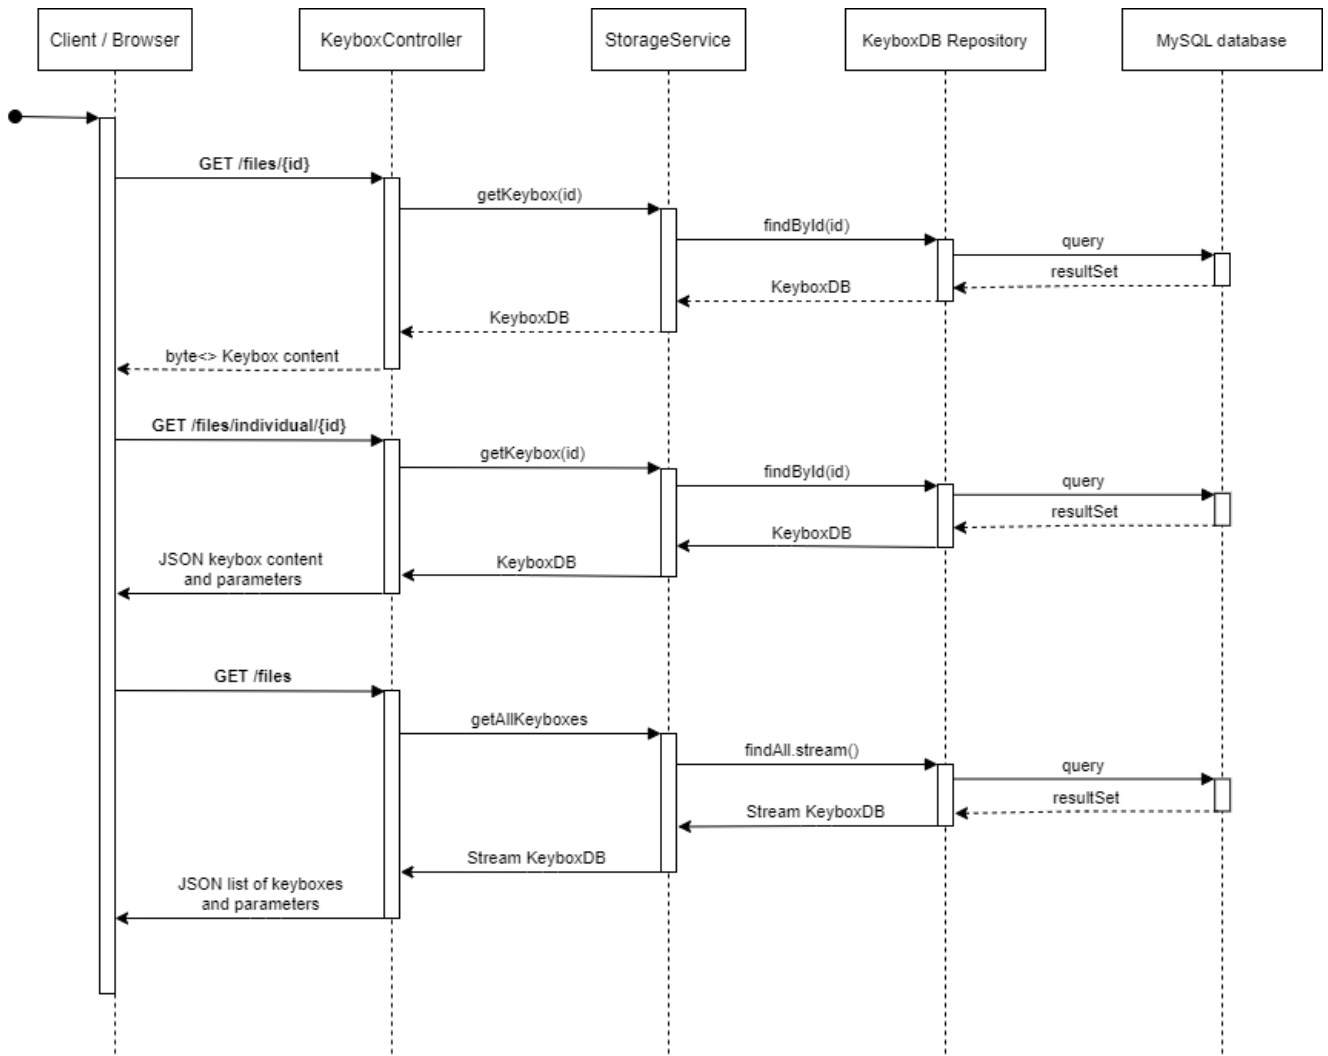 Client / Browser
KeyboxController
StorageService
KeyboxDB Repository
MySQL database
GET /files/{id}
getKeybox(id)
findById(id)
query
resultSet
KeyboxDB
KeyboxDB
byte<> Keybox content
GET /files/individual/{id}
getKeybox(id)
findById(id)
query
resultSet
KeyboxDB
KeyboxDB
JSON keybox content
and parameters
GET /files
getAllKeyboxes
findAll.stream()
query
resultSet
Stream KeyboxDB
Stream KeyboxDB
JSON list of keyboxes
and parameters